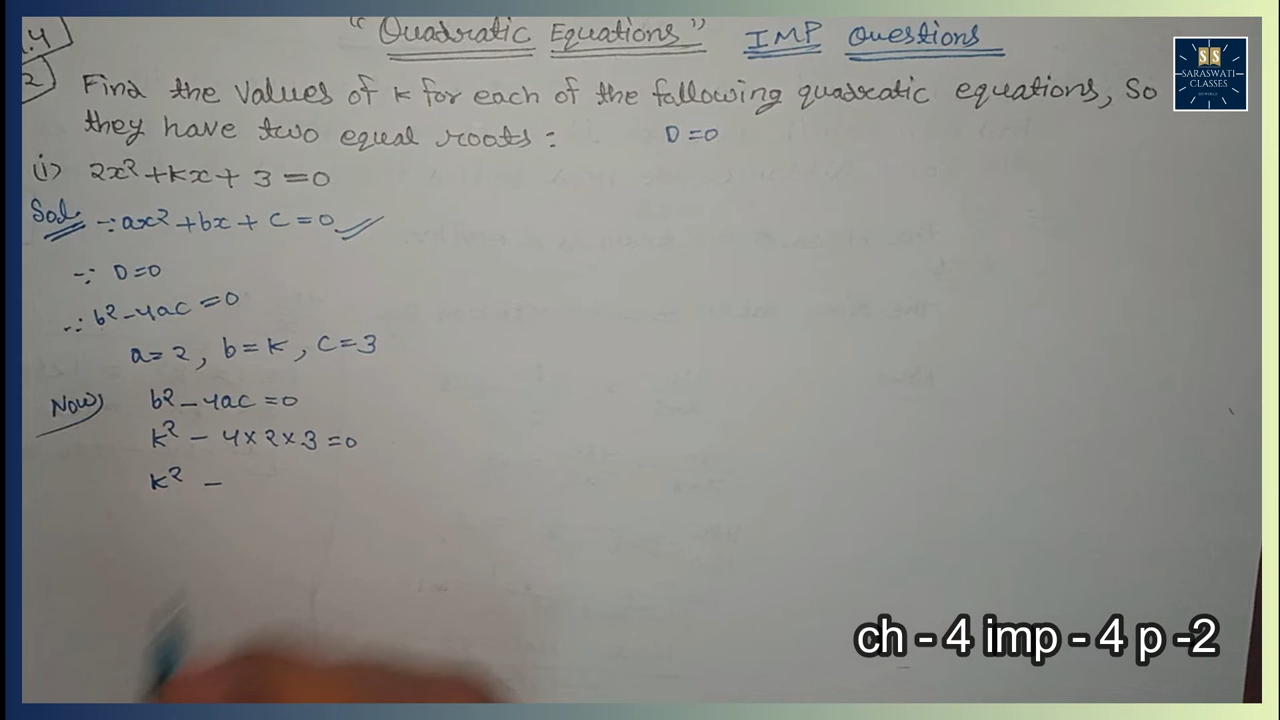 .4
"Quadratic Equations" IMP Questions
2
Find the values of k for each of the following quadratic equations, So
they have two equal roots: D=0
(i) 2x²+kx+3=0
Sol. ∵ ax²+bx+c=0
∵ D=0
∴ b²-4ac=0
a=2, b=k, c=3
Now, b²-4ac=0
k²-4×2×3=0
k² -
SS
SARASWATI
CLASSES
ch - 4 imp - 4 p -2